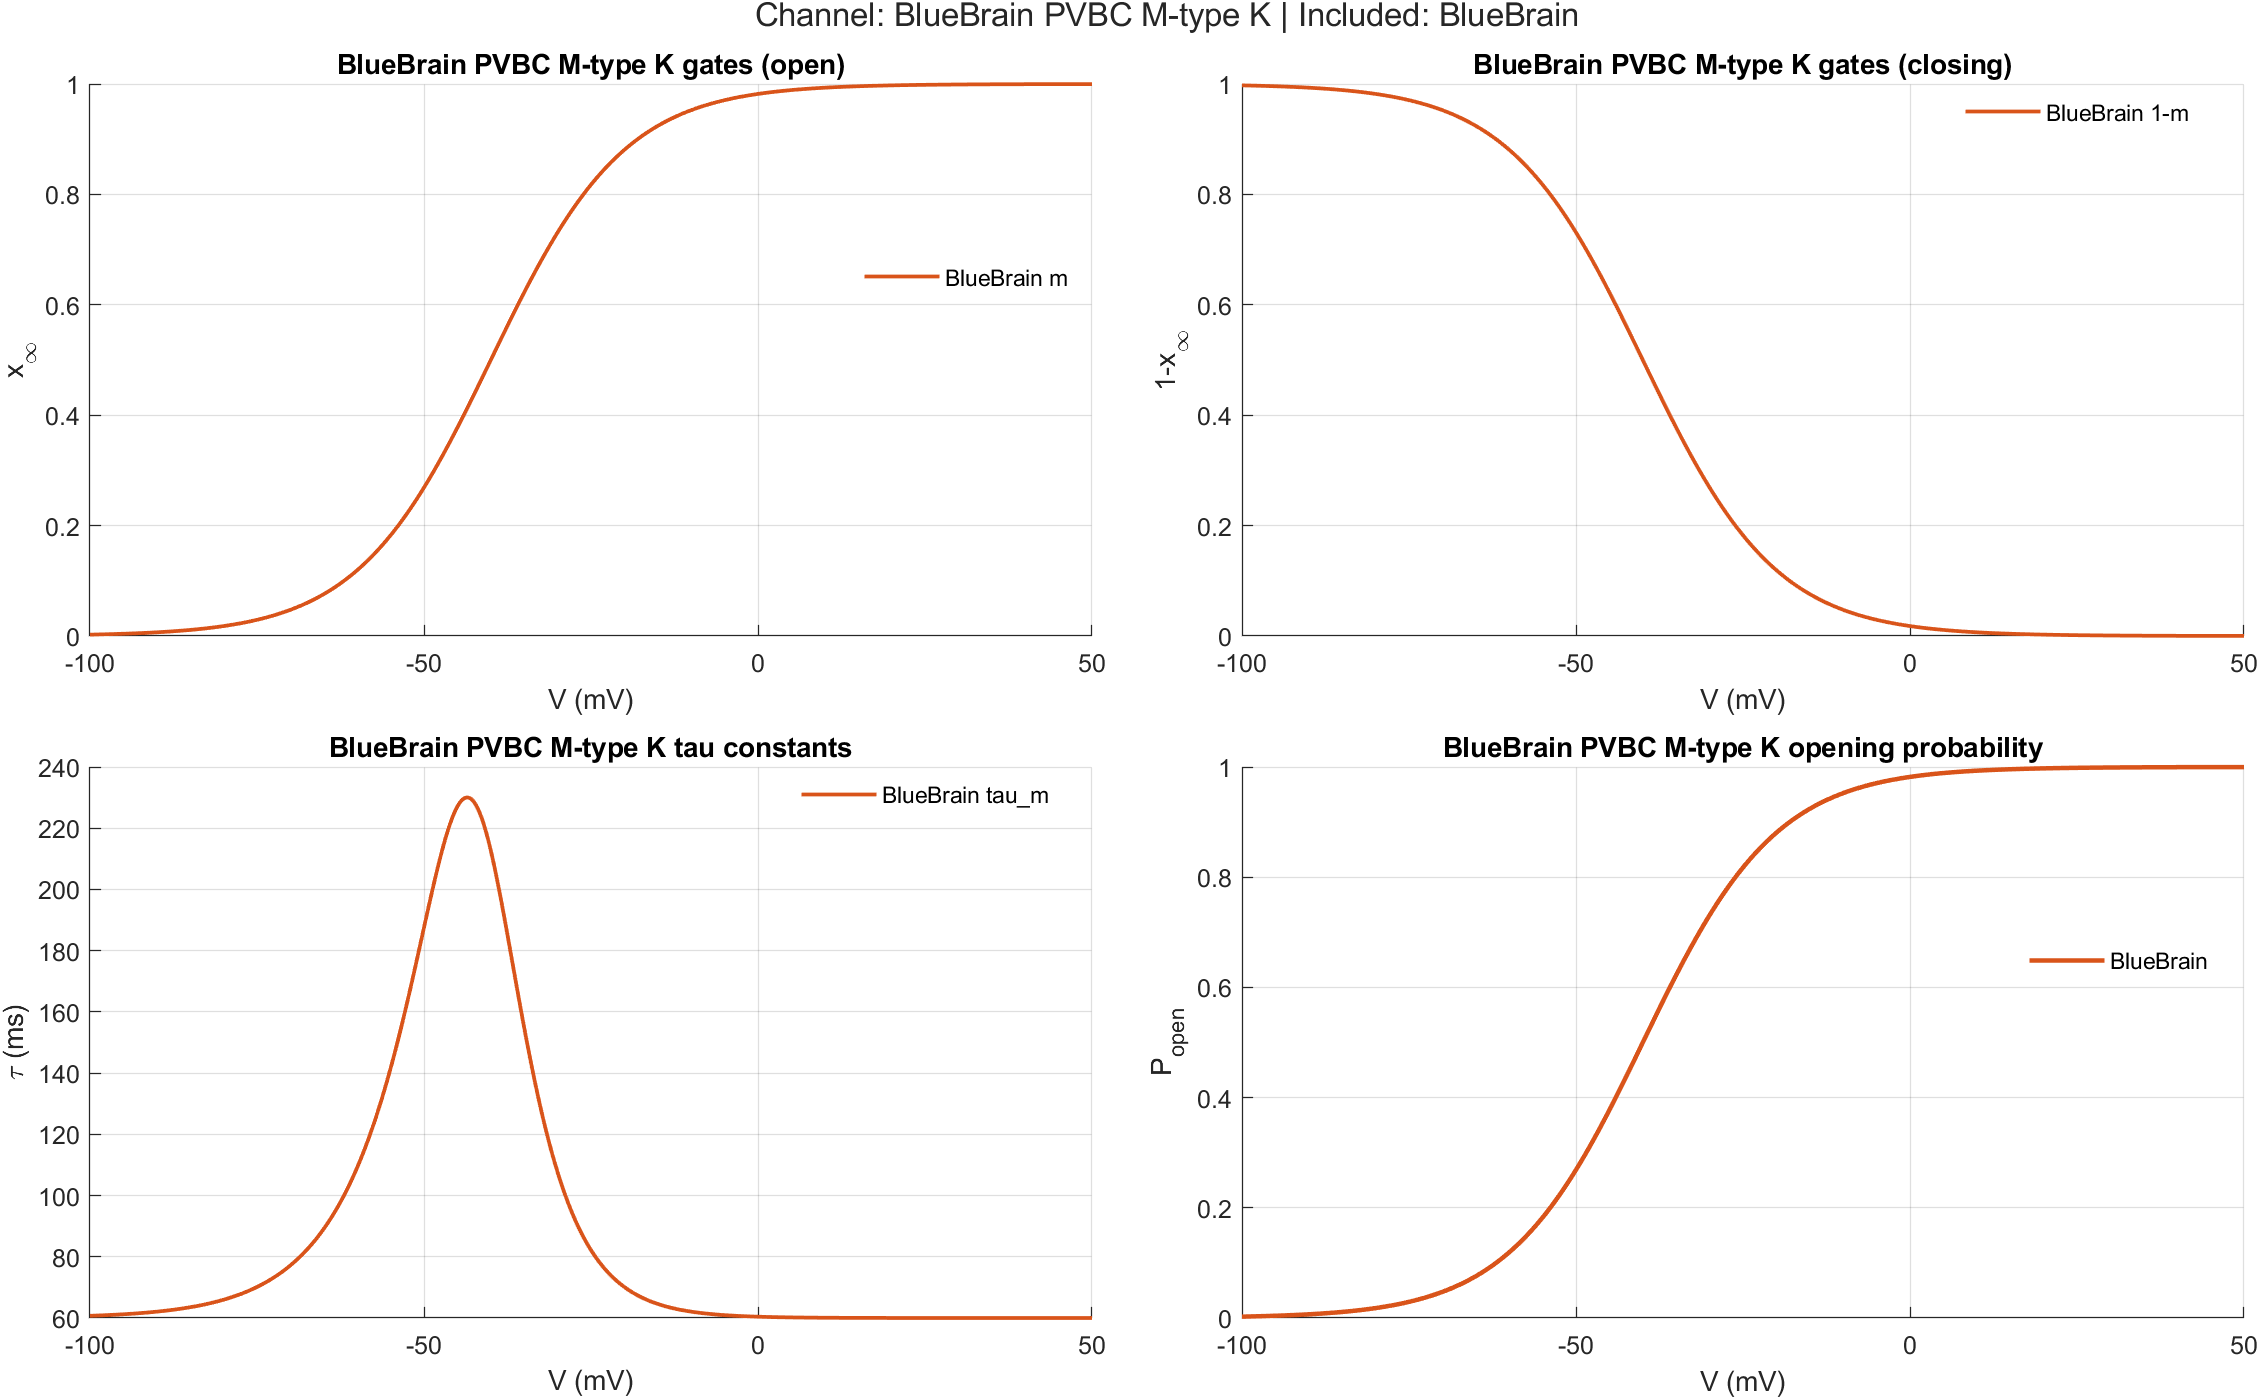 Channel: BlueBrain PVBC M-type K | Included: BlueBrain
BlueBrain PVBC M-type K gates (open)
1
0.8
0.6
0.4
0.2
0
x∞
BlueBrain m
-100 -50 0 50
V (mV)
BlueBrain PVBC M-type K gates (closing)
1
0.8
0.6
0.4
0.2
0
1-x∞
BlueBrain 1-m
-100 -50 0 50
V (mV)
BlueBrain PVBC M-type K tau constants
240
220
200
180
160
140
120
100
80
60
τ (ms)
BlueBrain tau_m
-100 -50 0 50
V (mV)
BlueBrain PVBC M-type K opening probability
1
0.8
0.6
0.4
0.2
0
Popen
BlueBrain
-100 -50 0 50
V (mV)